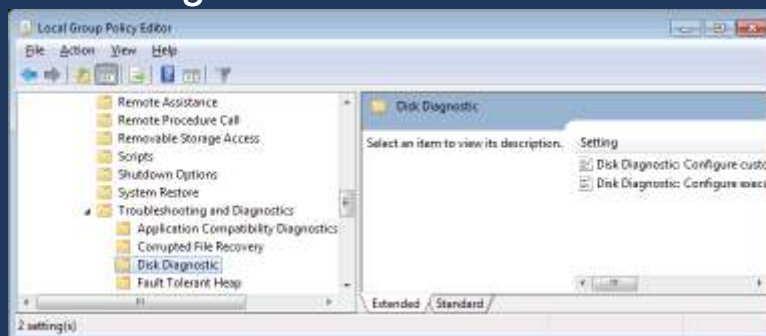 Local Group Policy Editor
File Action View Help
Remote Assistance
Remote Procedure Call
Removable Storage Access
Scripts
Shutdown Options
System Restore
Troubleshooting and Diagnostics
Application Compatibility Diagnostics
Corrupted File Recovery
Disk Diagnostic
Fault Tolerant Heap
Disk Diagnostic
Select an item to view its description.
Setting
Disk Diagnostic: Configure custo
Disk Diagnostic: Configure execu
Extended Standard
2 setting(s)